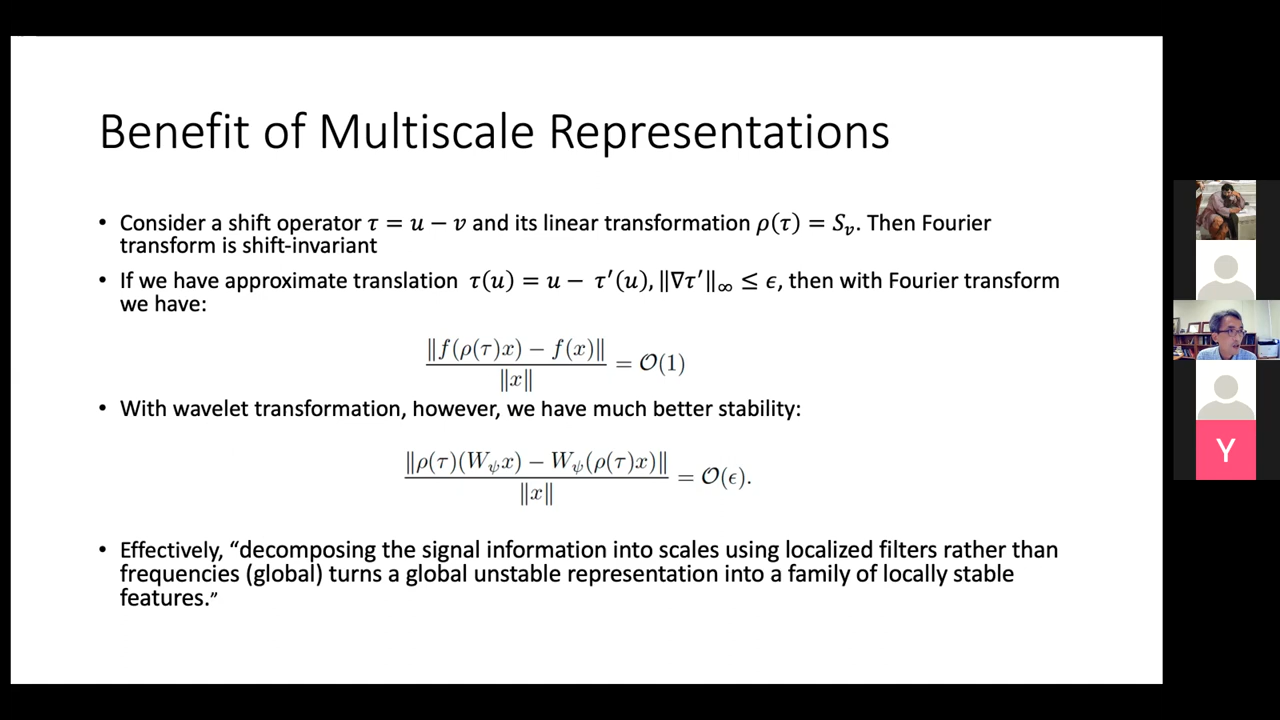 Benefit of Multiscale Representations
• Consider a shift operator τ = u − v and its linear transformation ρ(τ) = Sᵥ. Then Fourier
transform is shift-invariant
• If we have approximate translation τ(u) = u − τ′(u), ‖∇τ′‖∞ ≤ ϵ, then with Fourier transform
we have:
‖f(ρ(τ)x) − f(x)‖ / ‖x‖ = 𝒪(1)
• With wavelet transformation, however, we have much better stability:
‖ρ(τ)(W_ψ x) − W_ψ(ρ(τ)x)‖ / ‖x‖ = 𝒪(ϵ).
• Effectively, “decomposing the signal information into scales using localized filters rather than
frequencies (global) turns a global unstable representation into a family of locally stable
features.”
Y